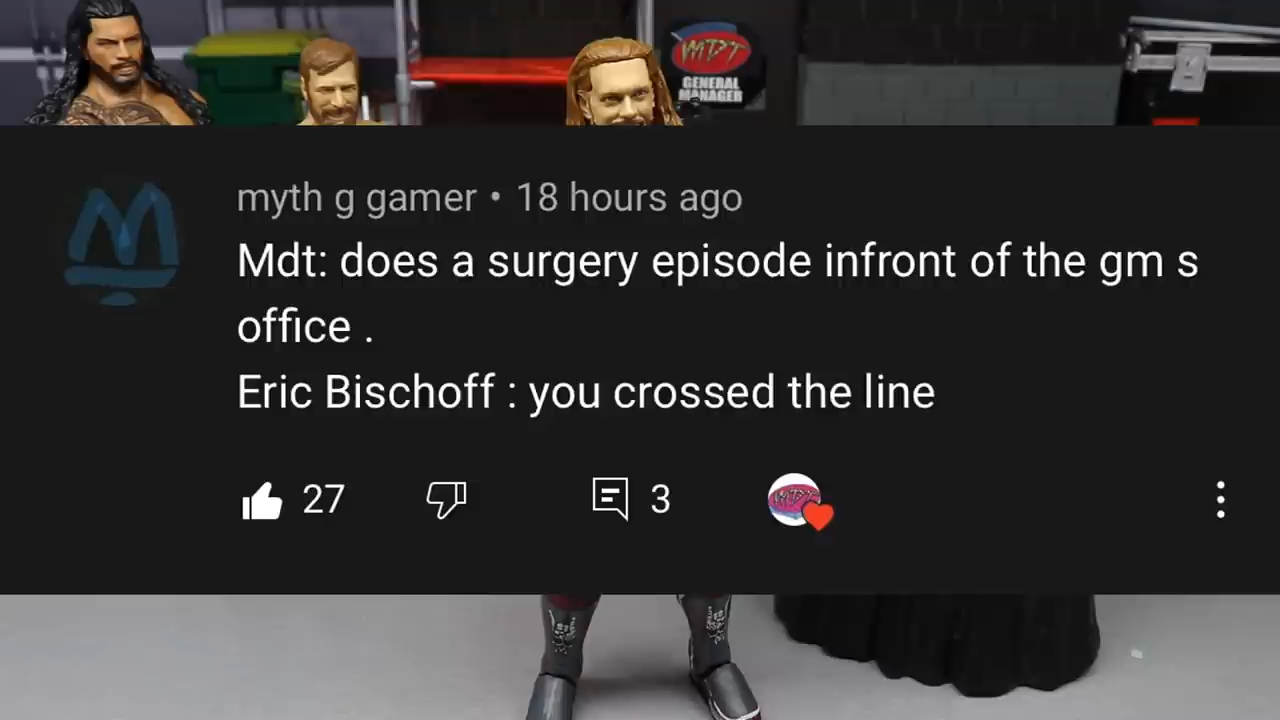 MDT
GENERAL
MANAGER
myth g gamer • 18 hours ago
Mdt: does a surgery episode infront of the gm s
office .
Eric Bischoff : you crossed the line
27
3
MDT